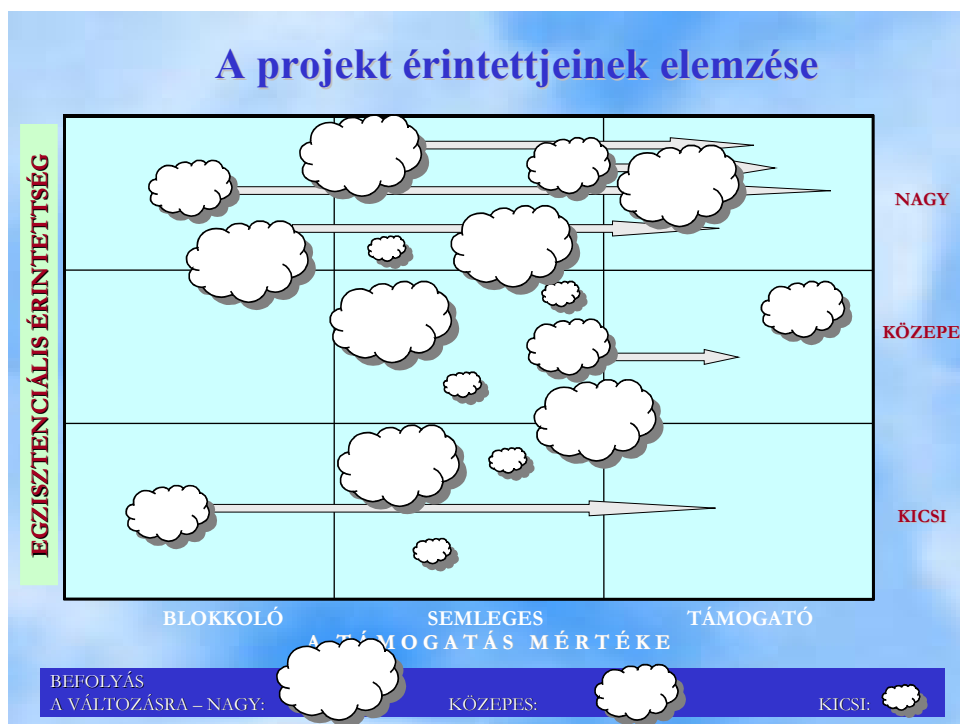 A projekt érintettjeinek elemzése
EGZISZTENCIÁLIS ÉRINTETTSÉG
NAGY
KÖZEPE
KICSI
BLOKKOLÓ SEMLEGES TÁMOGATÓ
A TÁMOGATÁS MÉRTÉKE
BEFOLYÁS
A VÁLTOZÁSRA – NAGY: KÖZEPES: KICSI: